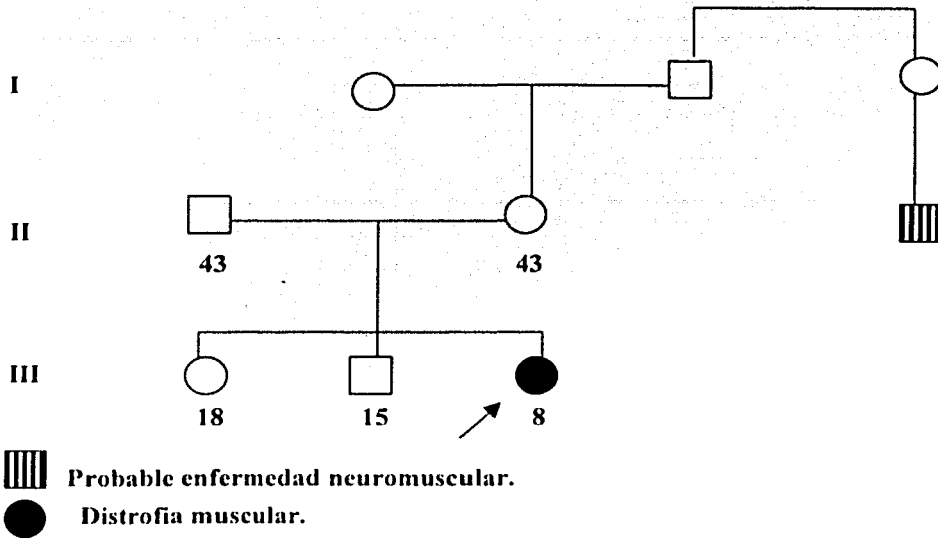 I
II
43 43
III
18 15 8
Probable enfermedad neuromuscular.
Distrofia muscular.